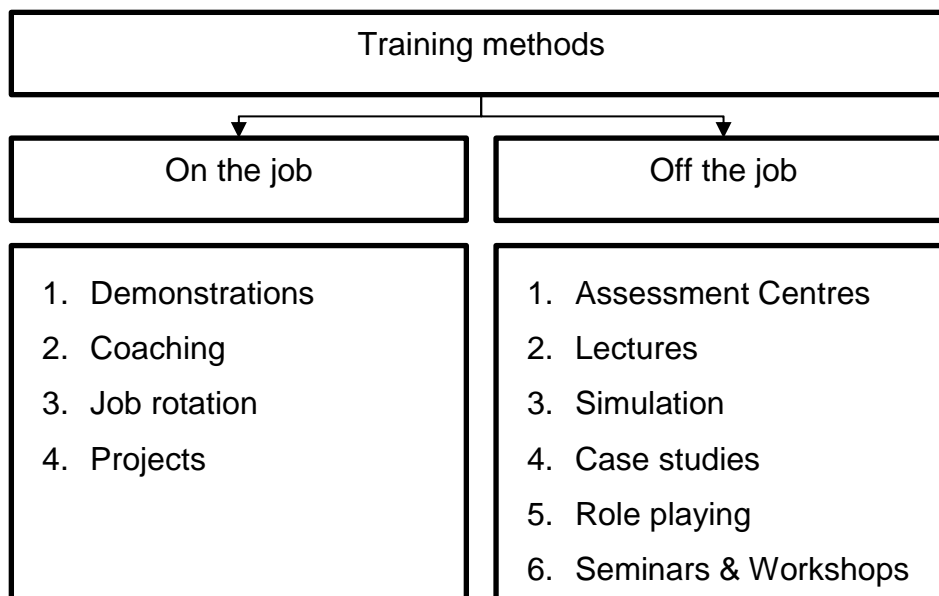 Training methods
On the job
Off the job
1. Demonstrations
2. Coaching
3. Job rotation
4. Projects
1. Assessment Centres
2. Lectures
3. Simulation
4. Case studies
5. Role playing
6. Seminars & Workshops